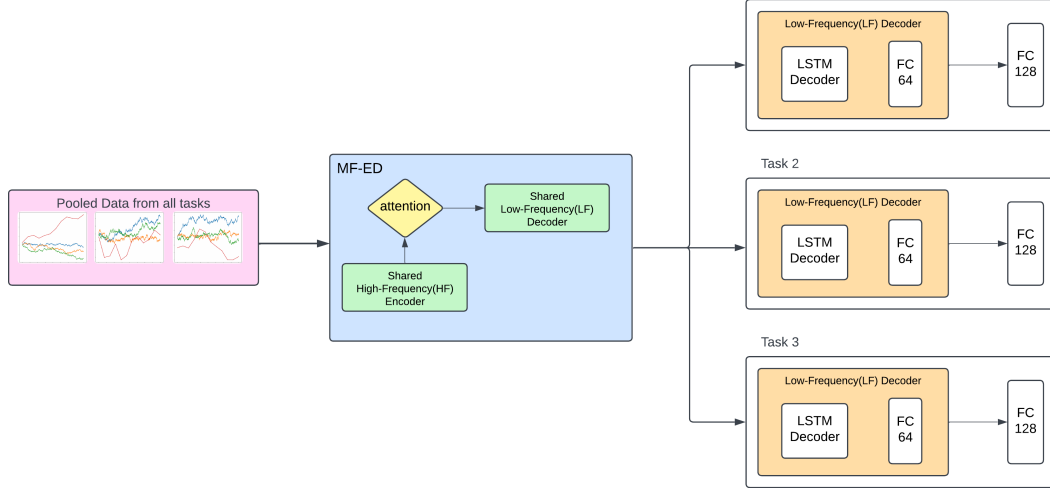 Low-Frequency(LF) Decoder
LSTM
Decoder
FC
64
FC
128
Pooled Data from all tasks
MF-ED
attention
Shared
Low-Frequency(LF)
Decoder
Shared
High-Frequency(HF)
Encoder
Task 2
Low-Frequency(LF) Decoder
LSTM
Decoder
FC
64
FC
128
Task 3
Low-Frequency(LF) Decoder
LSTM
Decoder
FC
64
FC
128